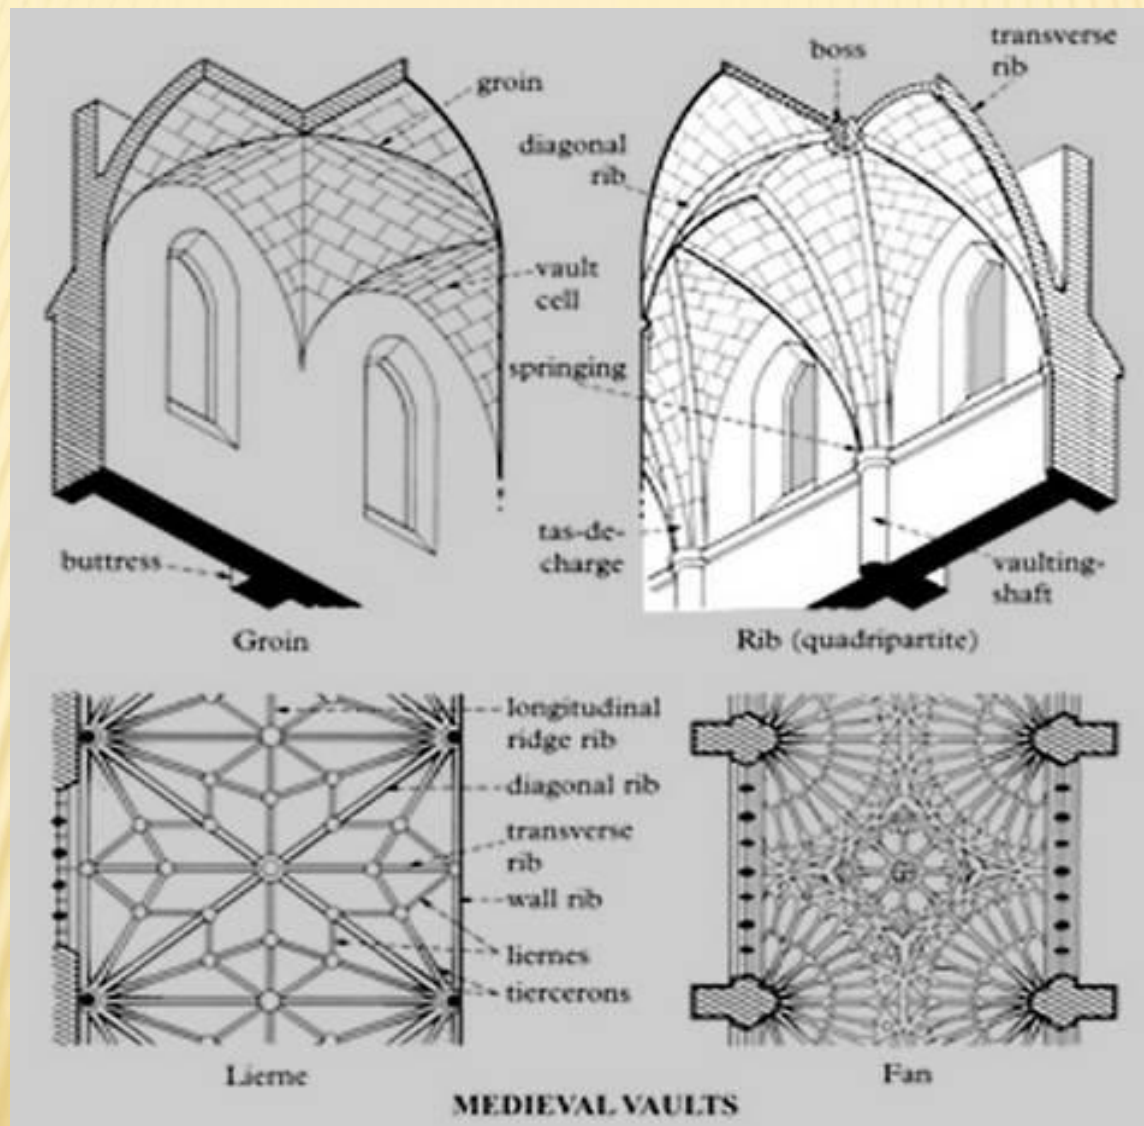 groin
vault
cell
buttress
Groin
boss
transverse
rib
diagonal
rib
springing
tas-de-
charge
vaulting-
shaft
Rib (quadripartite)
longitudinal
ridge rib
diagonal rib
transverse
rib
wall rib
liernes
tiercerons
Lierne
Fan
MEDIEVAL VAULTS